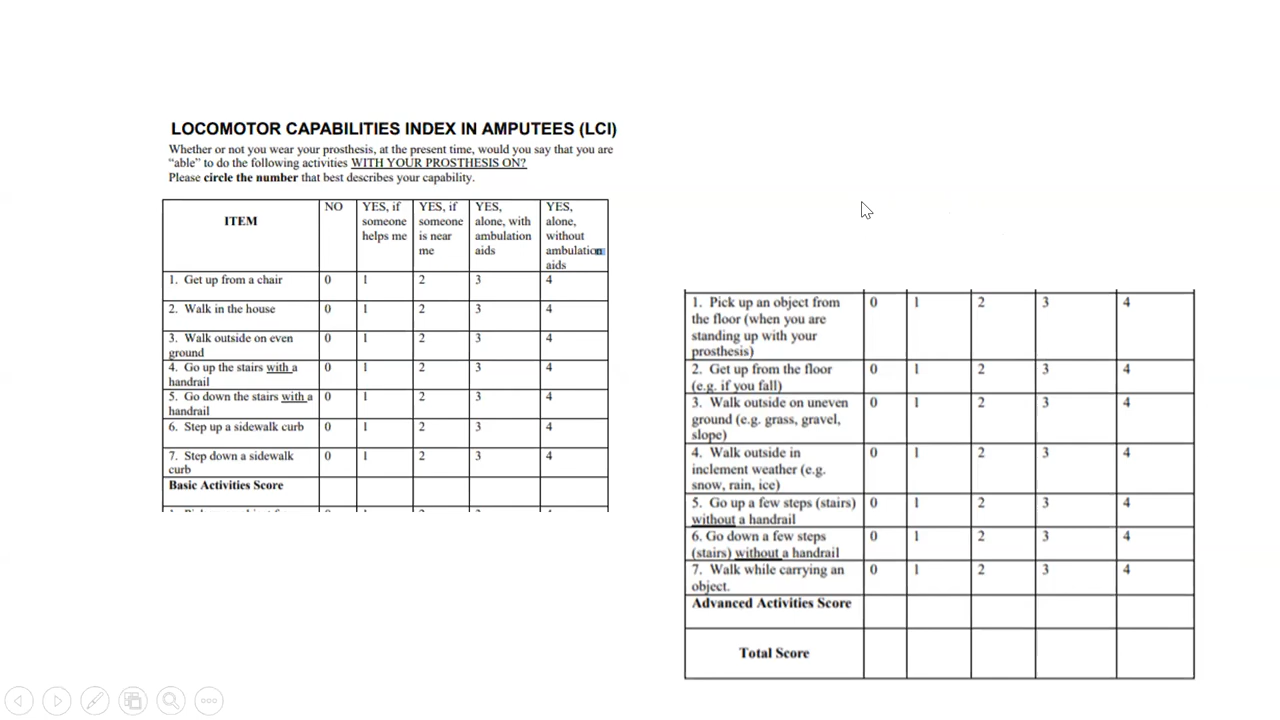 LOCOMOTOR CAPABILITIES INDEX IN AMPUTEES (LCI)
Whether or not you wear your prosthesis, at the present time, would you say that you are
“able” to do the following activities WITH YOUR PROSTHESIS ON?
Please circle the number that best describes your capability.
ITEM NO YES, if someone helps me YES, if someone is near me YES, alone, with ambulation aids YES, alone, without ambulation aids
1. Get up from a chair 0 1 2 3 4
2. Walk in the house 0 1 2 3 4
3. Walk outside on even ground 0 1 2 3 4
4. Go up the stairs with a handrail 0 1 2 3 4
5. Go down the stairs with a handrail 0 1 2 3 4
6. Step up a sidewalk curb 0 1 2 3 4
7. Step down a sidewalk curb 0 1 2 3 4
Basic Activities Score
1. Pick up an object from the floor (when you are standing up with your prosthesis) 0 1 2 3 4
2. Get up from the floor (e.g. if you fall) 0 1 2 3 4
3. Walk outside on uneven ground (e.g. grass, gravel, slope) 0 1 2 3 4
4. Walk outside in inclement weather (e.g. snow, rain, ice) 0 1 2 3 4
5. Go up a few steps (stairs) without a handrail 0 1 2 3 4
6. Go down a few steps (stairs) without a handrail 0 1 2 3 4
7. Walk while carrying an object. 0 1 2 3 4
Advanced Activities Score
Total Score